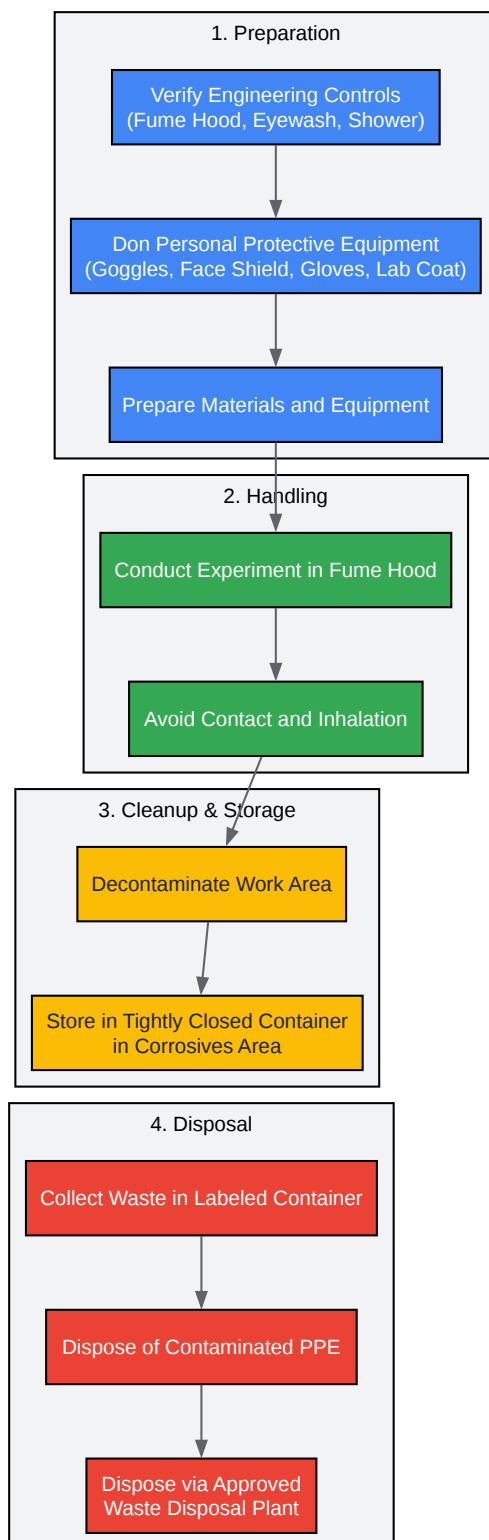 1. Preparation
Verify Engineering Controls
(Fume Hood, Eyewash, Shower)
Don Personal Protective Equipment
(Goggles, Face Shield, Gloves, Lab Coat)
Prepare Materials and Equipment
2. Handling
Conduct Experiment in Fume Hood
Avoid Contact and Inhalation
3. Cleanup & Storage
Decontaminate Work Area
Store in Tightly Closed Container
in Corrosives Area
4. Disposal
Collect Waste in Labeled Container
Dispose of Contaminated PPE
Dispose via Approved
Waste Disposal Plant